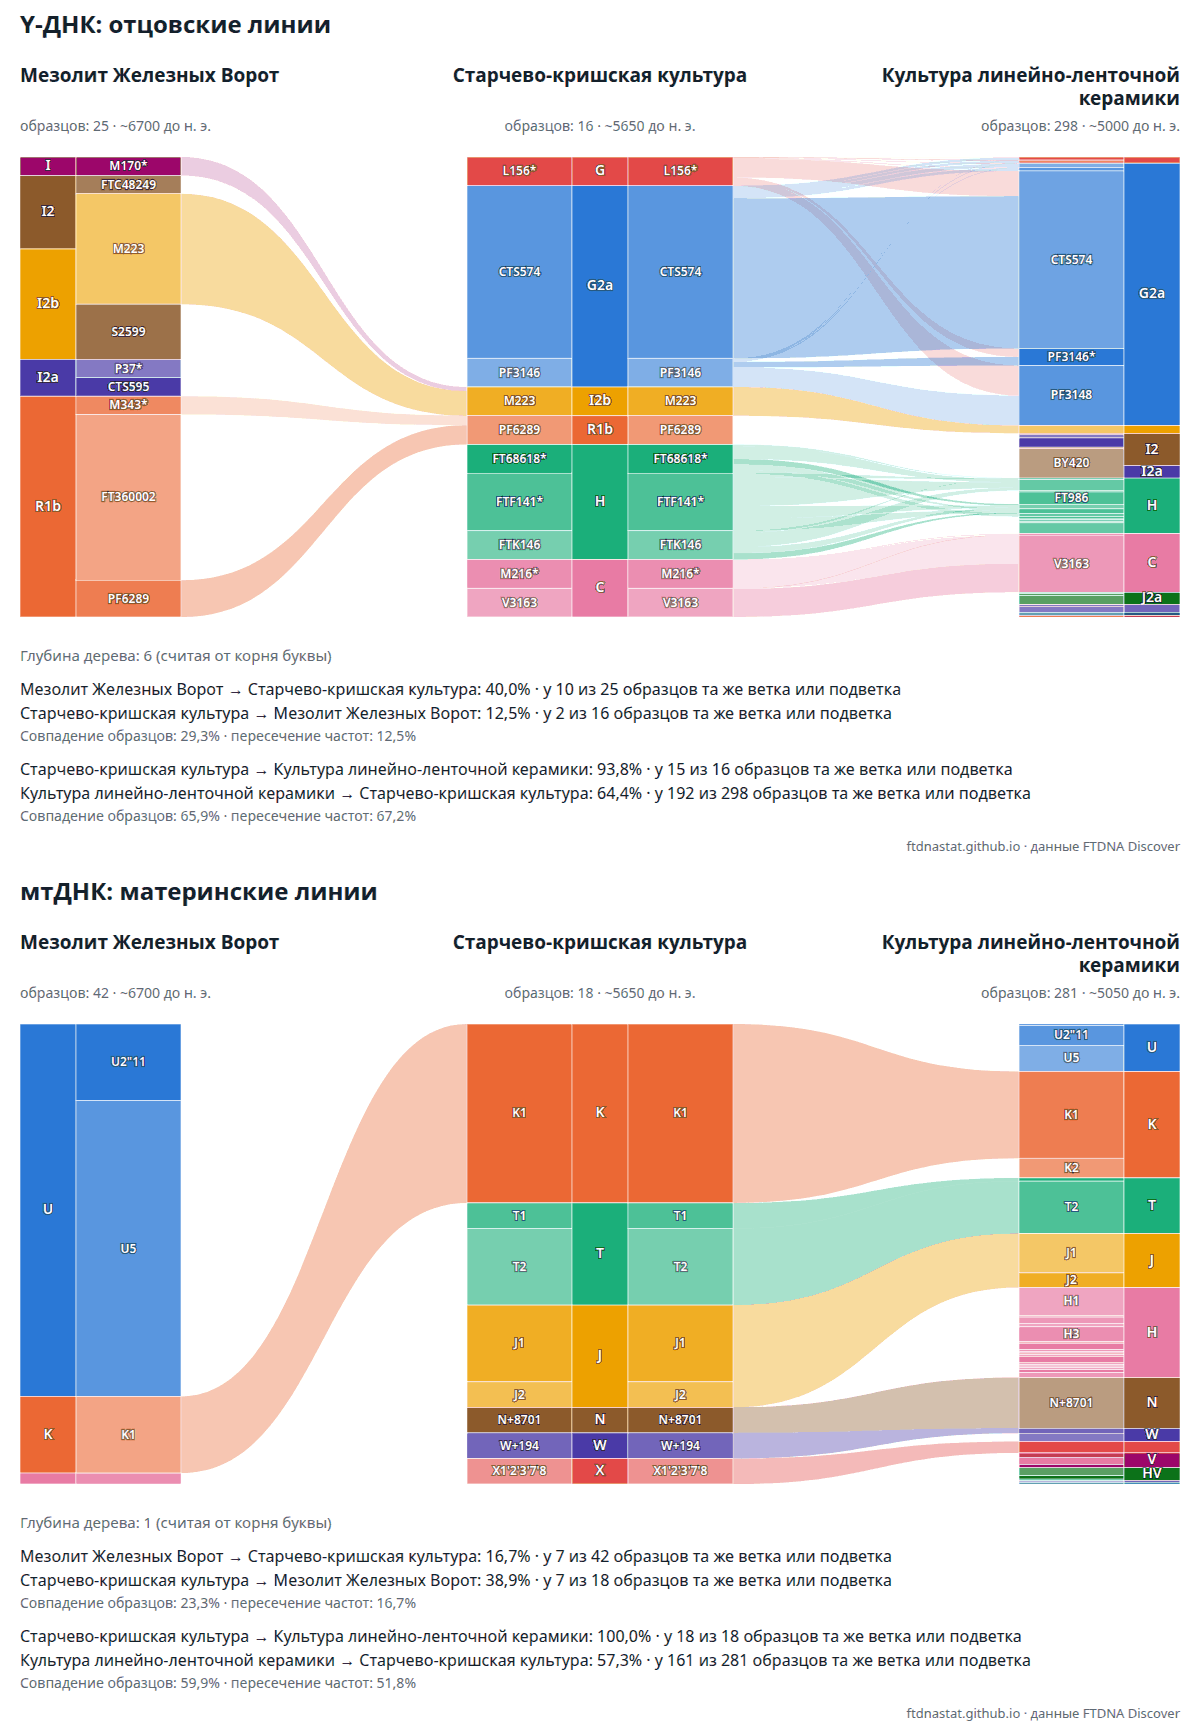 Y-ДНК: отцовские линии
Мезолит Железных Ворот
Старчево-кришская культура
Культура линейно-ленточной
керамики
образцов: 25 · ~6700 до н. э.
образцов: 16 · ~5650 до н. э.
образцов: 298 · ~5000 до н. э.
I
M170*
FTC48249
I2
M223
I2b
S2599
I2a
P37*
CTS595
M343*
R1b
FT360002
PF6289
L156*
G
L156*
CTS574
G2a
CTS574
PF3146
PF3146
M223
I2b
M223
PF6289
R1b
PF6289
FT68618*
FT68618*
FTF141*
H
FTF141*
FTK146
FTK146
M216*
C
M216*
V3163
V3163
CTS574
G2a
PF3146*
PF3148
I2
BY420
I2a
FT986
H
V3163
C
J2a
Глубина дерева: 6 (считая от корня буквы)
Мезолит Железных Ворот → Старчево-кришская культура: 40,0% · у 10 из 25 образцов та же ветка или подветка
Старчево-кришская культура → Мезолит Железных Ворот: 12,5% · у 2 из 16 образцов та же ветка или подветка
Совпадение образцов: 29,3% · пересечение частот: 12,5%
Старчево-кришская культура → Культура линейно-ленточной керамики: 93,8% · у 15 из 16 образцов та же ветка или подветка
Культура линейно-ленточной керамики → Старчево-кришская культура: 64,4% · у 192 из 298 образцов та же ветка или подветка
Совпадение образцов: 65,9% · пересечение частот: 67,2%
ftdnastat.github.io · данные FTDNA Discover
мтДНК: материнские линии
Мезолит Железных Ворот
Старчево-кришская культура
Культура линейно-ленточной
керамики
образцов: 42 · ~6700 до н. э.
образцов: 18 · ~5650 до н. э.
образцов: 281 · ~5050 до н. э.
U2"11
U
U5
K
K1
K1
K
K1
T1
T1
T
T2
T2
J1
J
J1
J2
J2
N+8701
N
N+8701
W+194
W
W+194
X1'2'3'7'8
X
X1'2'3'7'8
U2"11
U
U5
K1
K
K2
T2
T
J1
J
J2
H1
H3
H
N+8701
N
W
V
HV
Глубина дерева: 1 (считая от корня буквы)
Мезолит Железных Ворот → Старчево-кришская культура: 16,7% · у 7 из 42 образцов та же ветка или подветка
Старчево-кришская культура → Мезолит Железных Ворот: 38,9% · у 7 из 18 образцов та же ветка или подветка
Совпадение образцов: 23,3% · пересечение частот: 16,7%
Старчево-кришская культура → Культура линейно-ленточной керамики: 100,0% · у 18 из 18 образцов та же ветка или подветка
Культура линейно-ленточной керамики → Старчево-кришская культура: 57,3% · у 161 из 281 образцов та же ветка или подветка
Совпадение образцов: 59,9% · пересечение частот: 51,8%
ftdnastat.github.io · данные FTDNA Discover